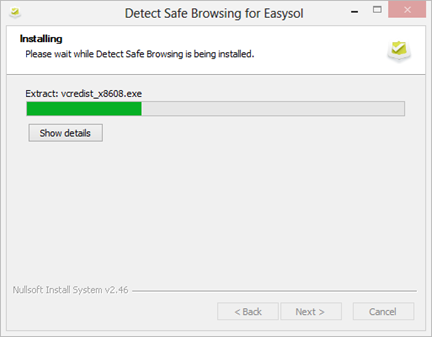 Detect Safe Browsing for Easysol
Installing
Please wait while Detect Safe Browsing is being installed.
Extract: vcredist_x8608.exe
Show details
Nullsoft Install System v2.46
< Back Next > Cancel